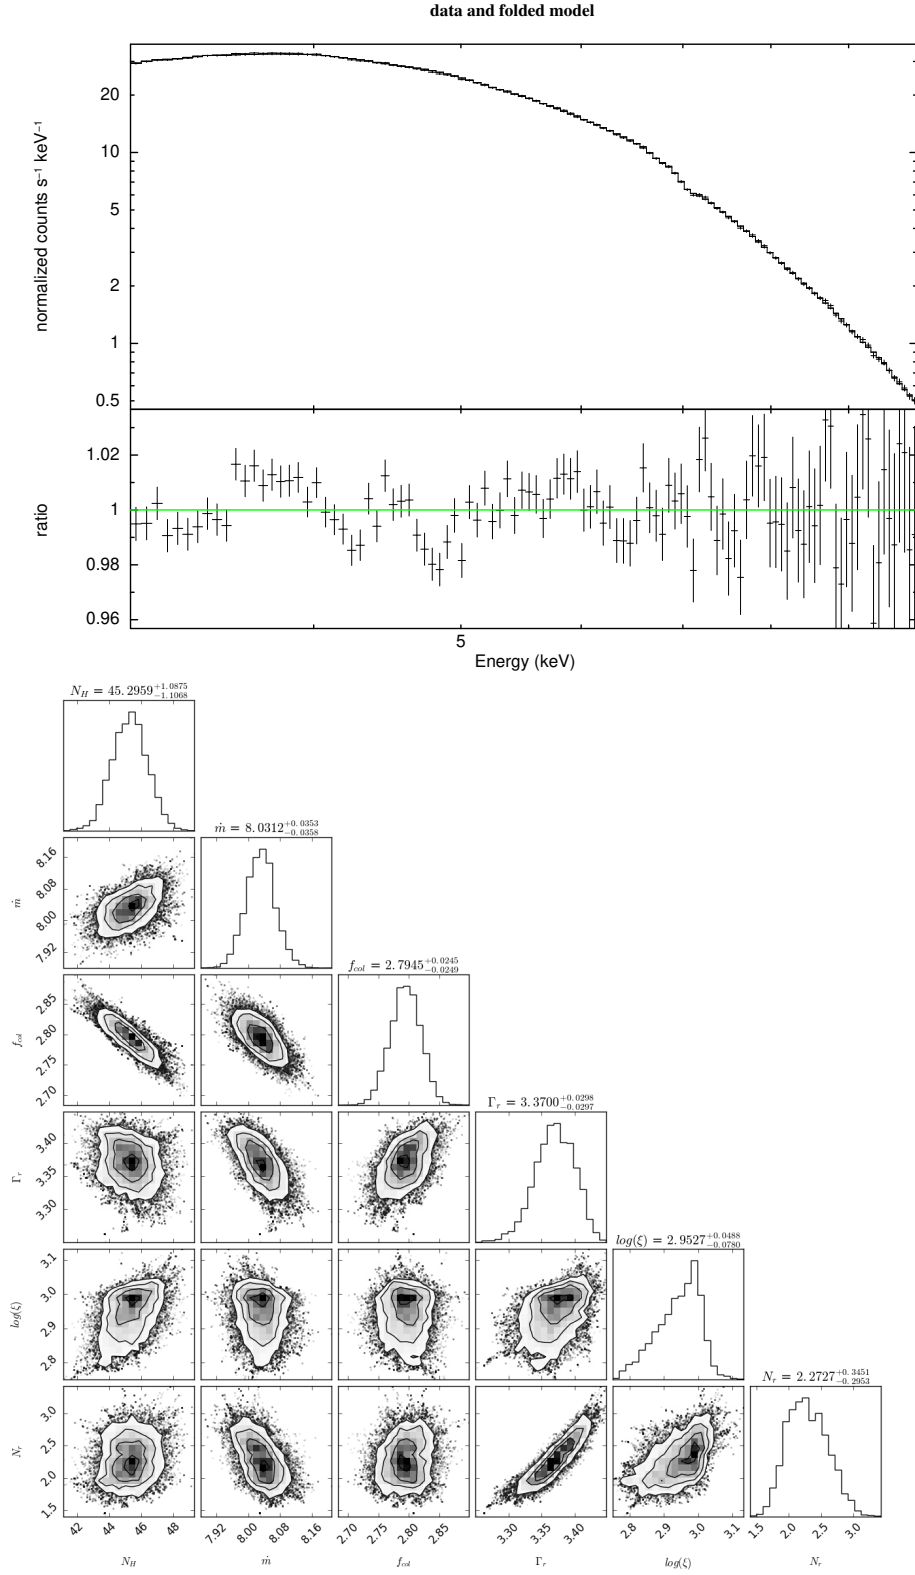 data and folded model
20
10
5
2
1
0.5
normalized counts s⁻¹ keV⁻¹
1.02
1
0.98
0.96
ratio
5
Energy (keV)
N_H = 45.2959 +1.0875 −1.1068
ṁ = 8.0312 +0.0353 −0.0358
8.16
8.08
8.00
7.92
ṁ
f_col = 2.7945 +0.0245 −0.0249
2.85
2.80
2.75
2.70
f_col
Γ_r = 3.3700 +0.0298 −0.0297
3.40
3.35
3.30
Γ_r
log(ξ) = 2.9527 +0.0488 −0.0780
3.1
3.0
2.9
2.8
log(ξ)
N_r = 2.2727 +0.3451 −0.2953
3.0
2.5
2.0
1.5
N_r
42 44 46 48 7.92 8.00 8.08 8.16 2.70 2.75 2.80 2.85 3.30 3.35 3.40 2.8 2.9 3.0 3.1 1.5 2.0 2.5 3.0
N_H ṁ f_col Γ_r log(ξ) N_r